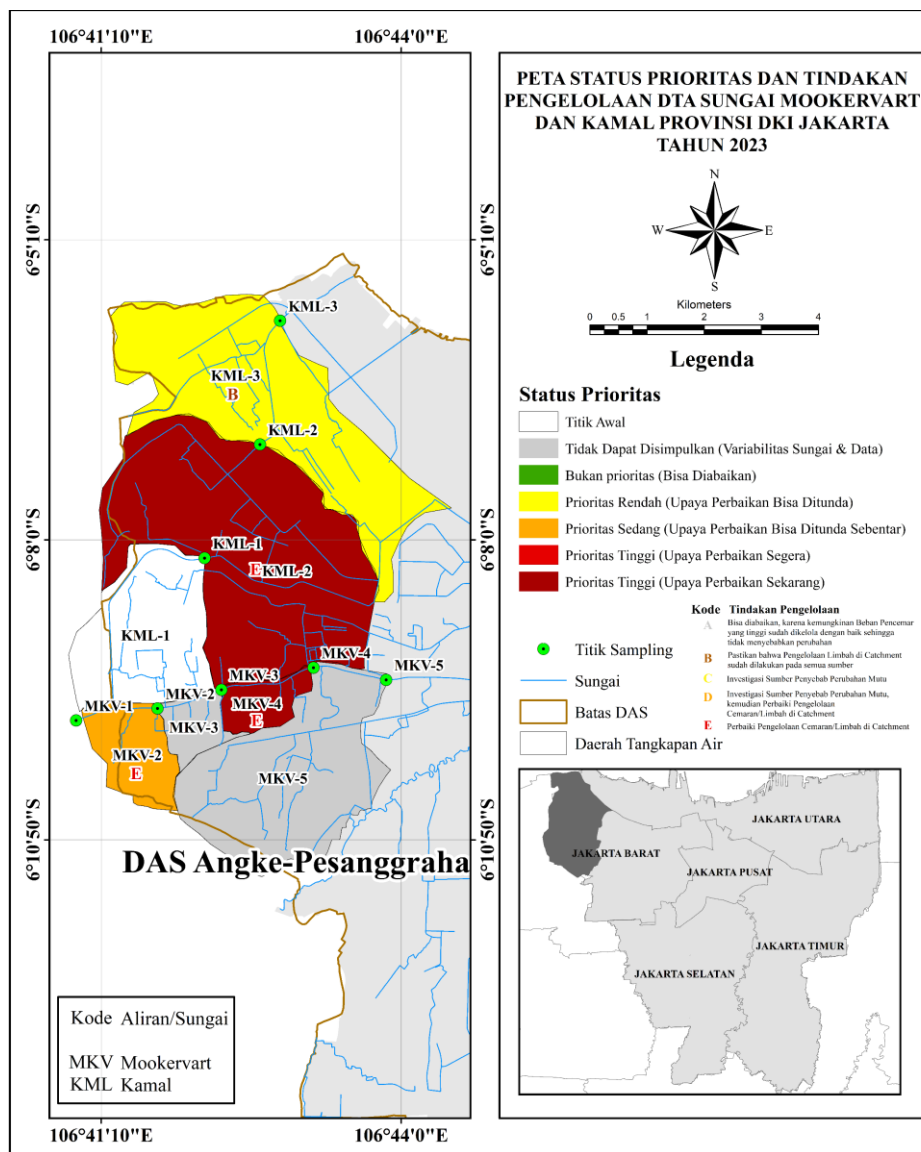 106°41'10"E
106°44'0"E
6°5'10"S
6°8'0"S
6°10'50"S
KML-3
KML-3
B
KML-2
KML-1
E
KML-2
KML-1
MKV-4
MKV-3
MKV-5
MKV-2
MKV-1
MKV-4
E
MKV-3
MKV-2
E
MKV-5
DAS Angke-Pesanggraha
Kode Aliran/Sungai
MKV Mookervart
KML Kamal
106°41'10"E
106°44'0"E
6°5'10"S
6°8'0"S
6°10'50"S
PETA STATUS PRIORITAS DAN TINDAKAN
PENGELOLAAN DTA SUNGAI MOOKERVART
DAN KAMAL PROVINSI DKI JAKARTA
TAHUN 2023
N
W
E
S
Kilometers
0 0.5 1 2 3 4
Legenda
Status Prioritas
Titik Awal
Tidak Dapat Disimpulkan (Variabilitas Sungai & Data)
Bukan prioritas (Bisa Diabaikan)
Prioritas Rendah (Upaya Perbaikan Bisa Ditunda)
Prioritas Sedang (Upaya Perbaikan Bisa Ditunda Sebentar)
Prioritas Tinggi (Upaya Perbaikan Segera)
Prioritas Tinggi (Upaya Perbaikan Sekarang)
Titik Sampling
Sungai
Batas DAS
Daerah Tangkapan Air
Kode Tindakan Pengelolaan
A Bisa diabaikan, karena kemungkinan Beban Pencemar
yang tinggi sudah dikelola dengan baik sehingga
tidak menyebabkan perubahan
B Pastikan bahwa Pengelolaan Limbah di Catchment
sudah dilakukan pada semua sumber
C Investigasi Sumber Penyebab Perubahan Mutu
D Investigasi Sumber Penyebab Perubahan Mutu,
kemudian Perbaiki Pengelolaan
Cemaran/Limbah di Catchment
E Perbaiki Pengelolaan Cemaran/Limbah di Catchment
JAKARTA UTARA
JAKARTA BARAT
JAKARTA PUSAT
JAKARTA TIMUR
JAKARTA SELATAN